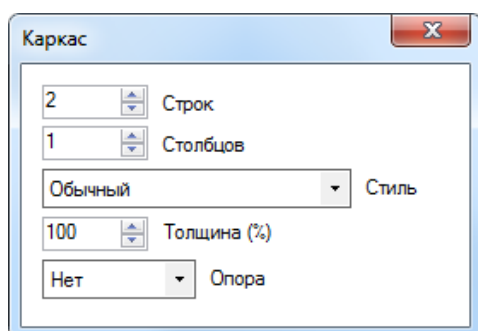 Каркас
2 Строк
1 Столбцов
Обычный Стиль
100 Толщина (%)
Нет Опора